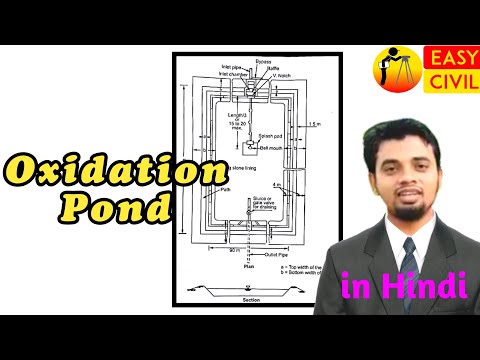 EASY
CIVIL
Oxidation
Pond
in Hindi
Bypass
Inlet pipe
Baffle
Inlet chamber
V. Notch
Length/2
or
15 to 20
max.
1.5 m
Splash pad
Bell mouth
stone lining
Path
4 m
Sluice or
gate valve
for draining
90 m
Outlet Pipe
Plan
a = Top width of the
b = Bottom width of
Section